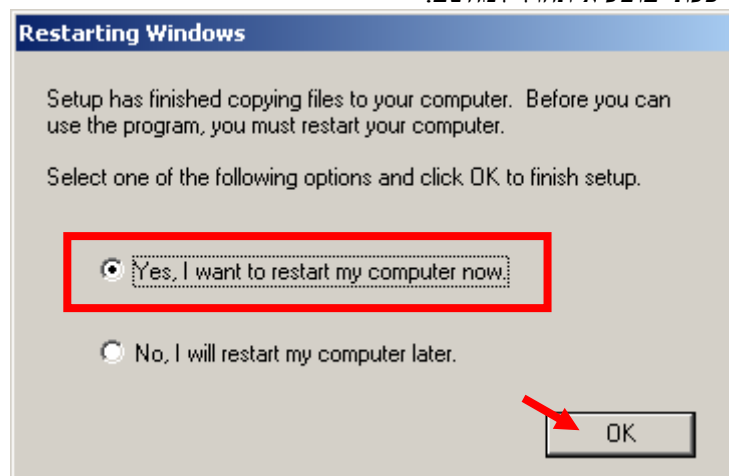 Restarting Windows
Setup has finished copying files to your computer.  Before you can
use the program, you must restart your computer.
Select one of the following options and click OK to finish setup.
Yes, I want to restart my computer now.
No, I will restart my computer later.
OK